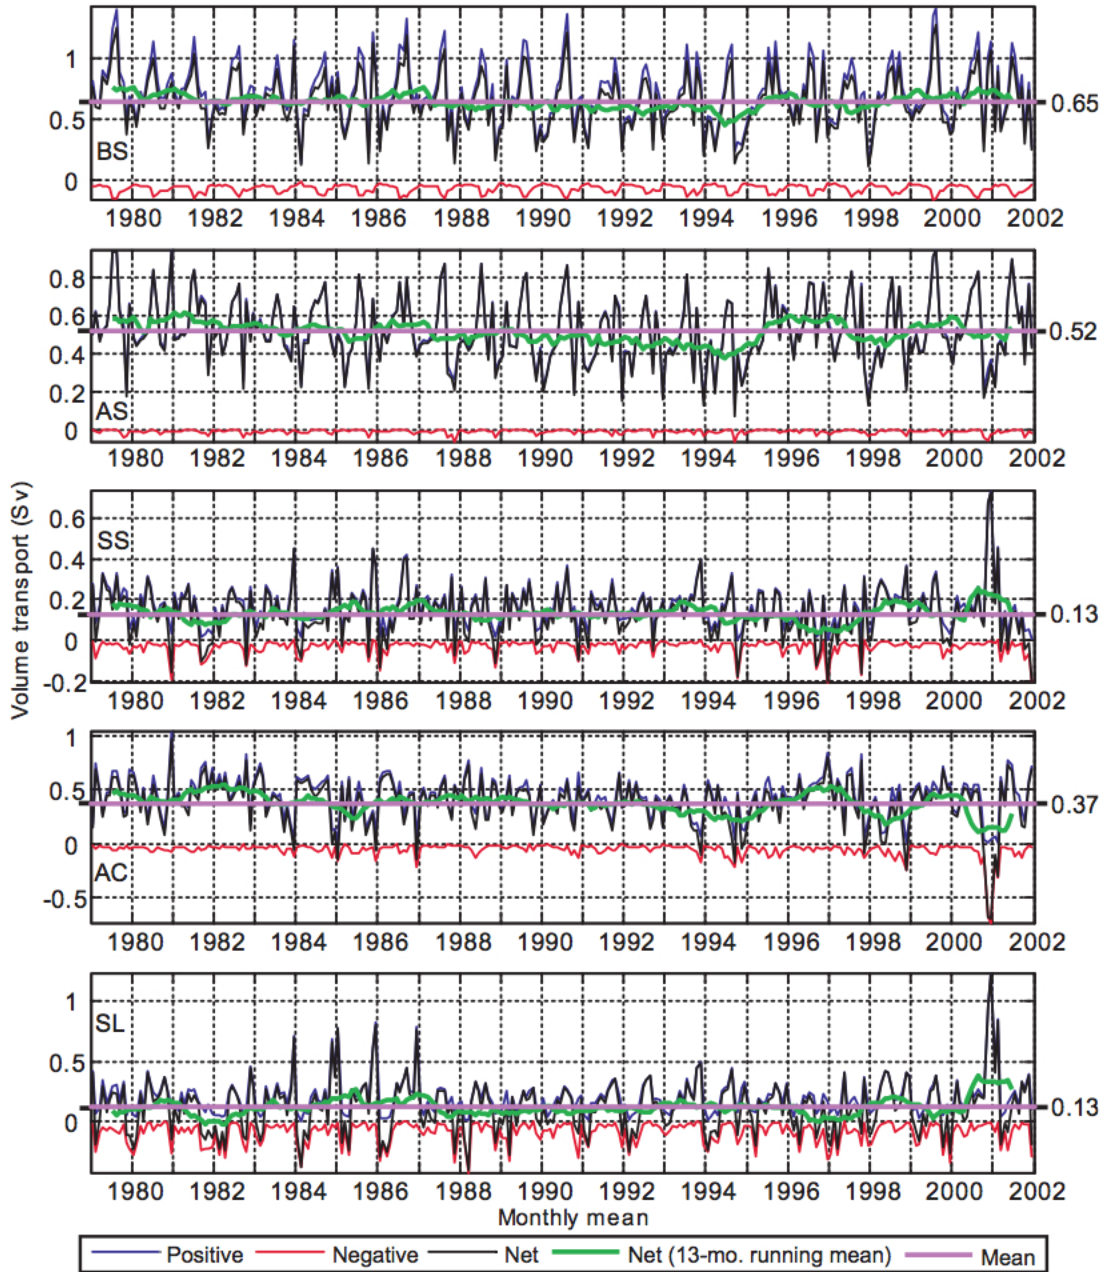 1
0.5
0
BS
0.65
1980 1982 1984 1986 1988 1990 1992 1994 1996 1998 2000 2002
0.8
0.6
0.4
0.2
0
AS
0.52
1980 1982 1984 1986 1988 1990 1992 1994 1996 1998 2000 2002
Volume transport (Sv)
0.6
SS
0.4
0.2
0
-0.2
0.13
1980 1982 1984 1986 1988 1990 1992 1994 1996 1998 2000 2002
1
0.5
0
AC
-0.5
0.37
1980 1982 1984 1986 1988 1990 1992 1994 1996 1998 2000 2002
1
SL
0.5
0
0.13
1980 1982 1984 1986 1988 1990 1992 1994 1996 1998 2000 2002
Monthly mean
Positive Negative Net Net (13-mo. running mean) Mean